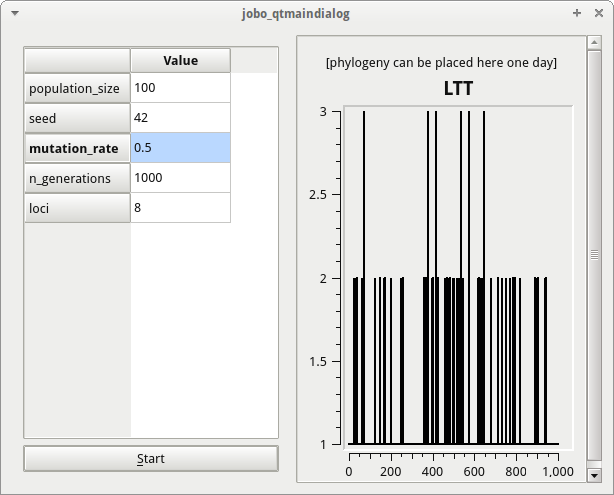 jobo_qtmaindialog
Value
population_size 100
seed 42
mutation_rate 0.5
n_generations 1000
loci 8
Start
[phylogeny can be placed here one day]
LTT
3
2.5
2
1.5
1
0 200 400 600 800 1,000